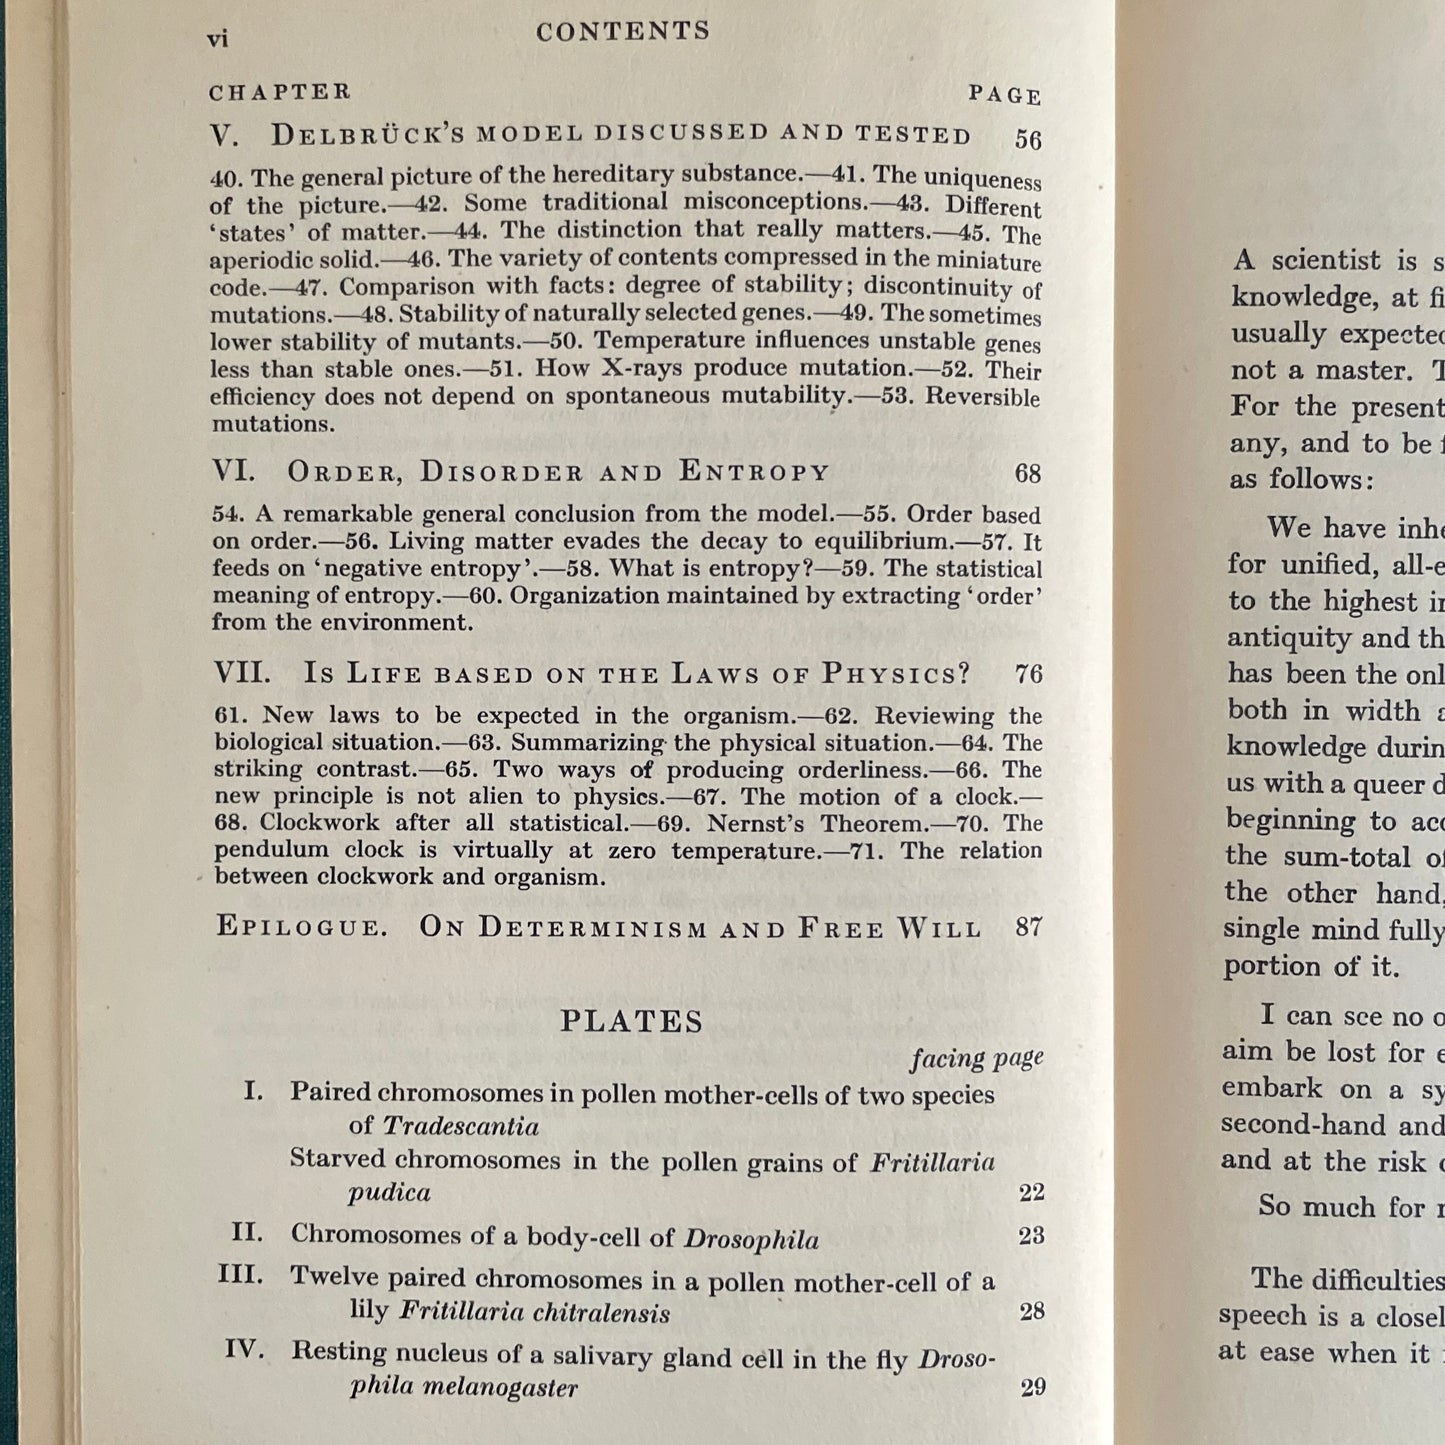 vi
CONTENTS
CHAPTER
PAGE
V. DELBRÜCK'S MODEL DISCUSSED AND TESTED 56
40. The general picture of the hereditary substance.—41. The uniqueness
of the picture.—42. Some traditional misconceptions.—43. Different
‘states’ of matter.—44. The distinction that really matters.—45. The
aperiodic solid.—46. The variety of contents compressed in the miniature
code.—47. Comparison with facts: degree of stability; discontinuity of
mutations.—48. Stability of naturally selected genes.—49. The sometimes
lower stability of mutants.—50. Temperature influences unstable genes
less than stable ones.—51. How X-rays produce mutation.—52. Their
efficiency does not depend on spontaneous mutability.—53. Reversible
mutations.
VI. ORDER, DISORDER AND ENTROPY 68
54. A remarkable general conclusion from the model.—55. Order based
on order.—56. Living matter evades the decay to equilibrium.—57. It
feeds on ‘negative entropy’.—58. What is entropy?—59. The statistical
meaning of entropy.—60. Organization maintained by extracting ‘order’
from the environment.
VII. IS LIFE BASED ON THE LAWS OF PHYSICS? 76
61. New laws to be expected in the organism.—62. Reviewing the
biological situation.—63. Summarizing the physical situation.—64. The
striking contrast.—65. Two ways of producing orderliness.—66. The
new principle is not alien to physics.—67. The motion of a clock.—
68. Clockwork after all statistical.—69. Nernst's Theorem.—70. The
pendulum clock is virtually at zero temperature.—71. The relation
between clockwork and organism.
EPILOGUE. ON DETERMINISM AND FREE WILL 87
PLATES
facing page
I. Paired chromosomes in pollen mother-cells of two species
of Tradescantia
Starved chromosomes in the pollen grains of Fritillaria
pudica 22
II. Chromosomes of a body-cell of Drosophila 23
III. Twelve paired chromosomes in a pollen mother-cell of a
lily Fritillaria chitralensis 28
IV. Resting nucleus of a salivary gland cell in the fly Droso-
phila melanogaster 29
A scientist is
knowledge, at
usually expected
not a master.
For the present
any, and to be
as follows:
We have
for unified,
to the highest
antiquity and
has been the
both in width
knowledge
us with a queer
beginning to
the sum-total
the other hand,
single mind fully
portion of it.
I can see no
aim be lost for
embark on a
second-hand and
and at the risk
So much for
The difficulties
speech is a
at ease when it